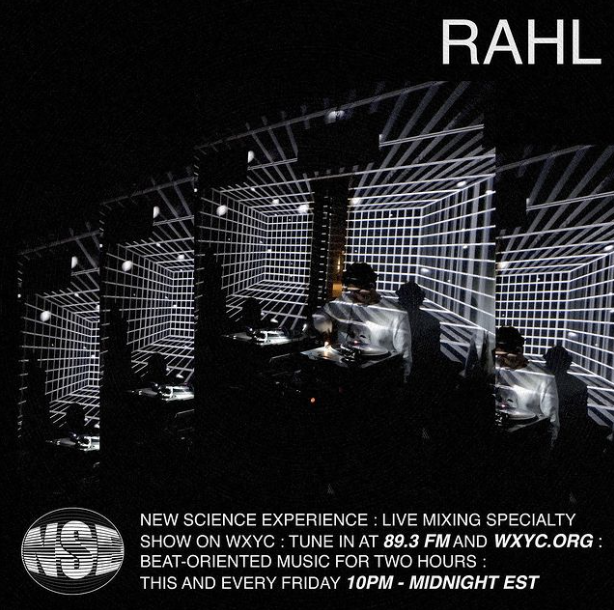 RAHL
NSE
NEW SCIENCE EXPERIENCE : LIVE MIXING SPECIALTY
SHOW ON WXYC : TUNE IN AT 89.3 FM AND WXYC.ORG :
BEAT-ORIENTED MUSIC FOR TWO HOURS :
THIS AND EVERY FRIDAY 10PM - MIDNIGHT EST